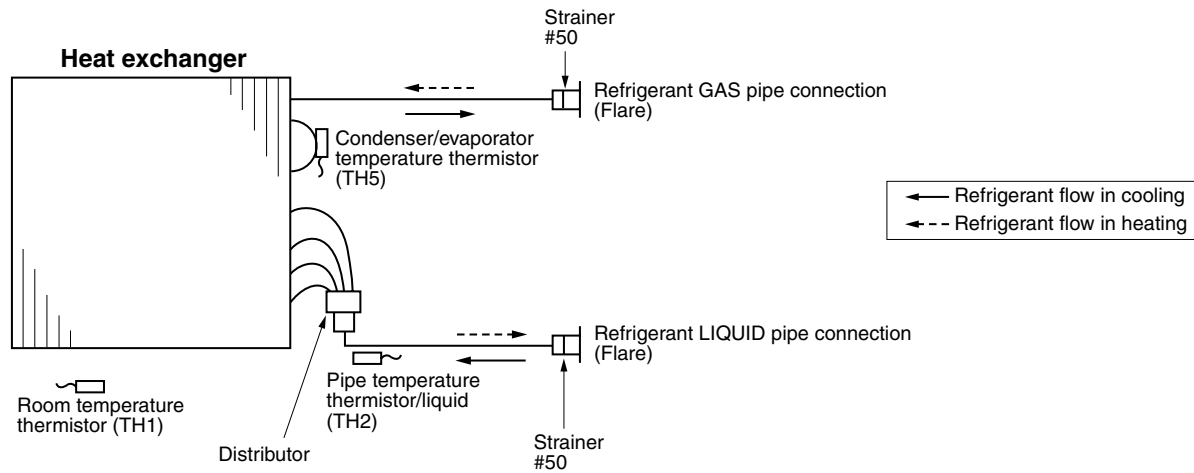 Strainer
#50
Heat exchanger
Refrigerant GAS pipe connection
(Flare)
Condenser/evaporator
temperature thermistor
(TH5)
Refrigerant flow in cooling
Refrigerant flow in heating
Refrigerant LIQUID pipe connection
(Flare)
Pipe temperature
thermistor/liquid
(TH2)
Room temperature
thermistor (TH1)
Distributor
Strainer
#50